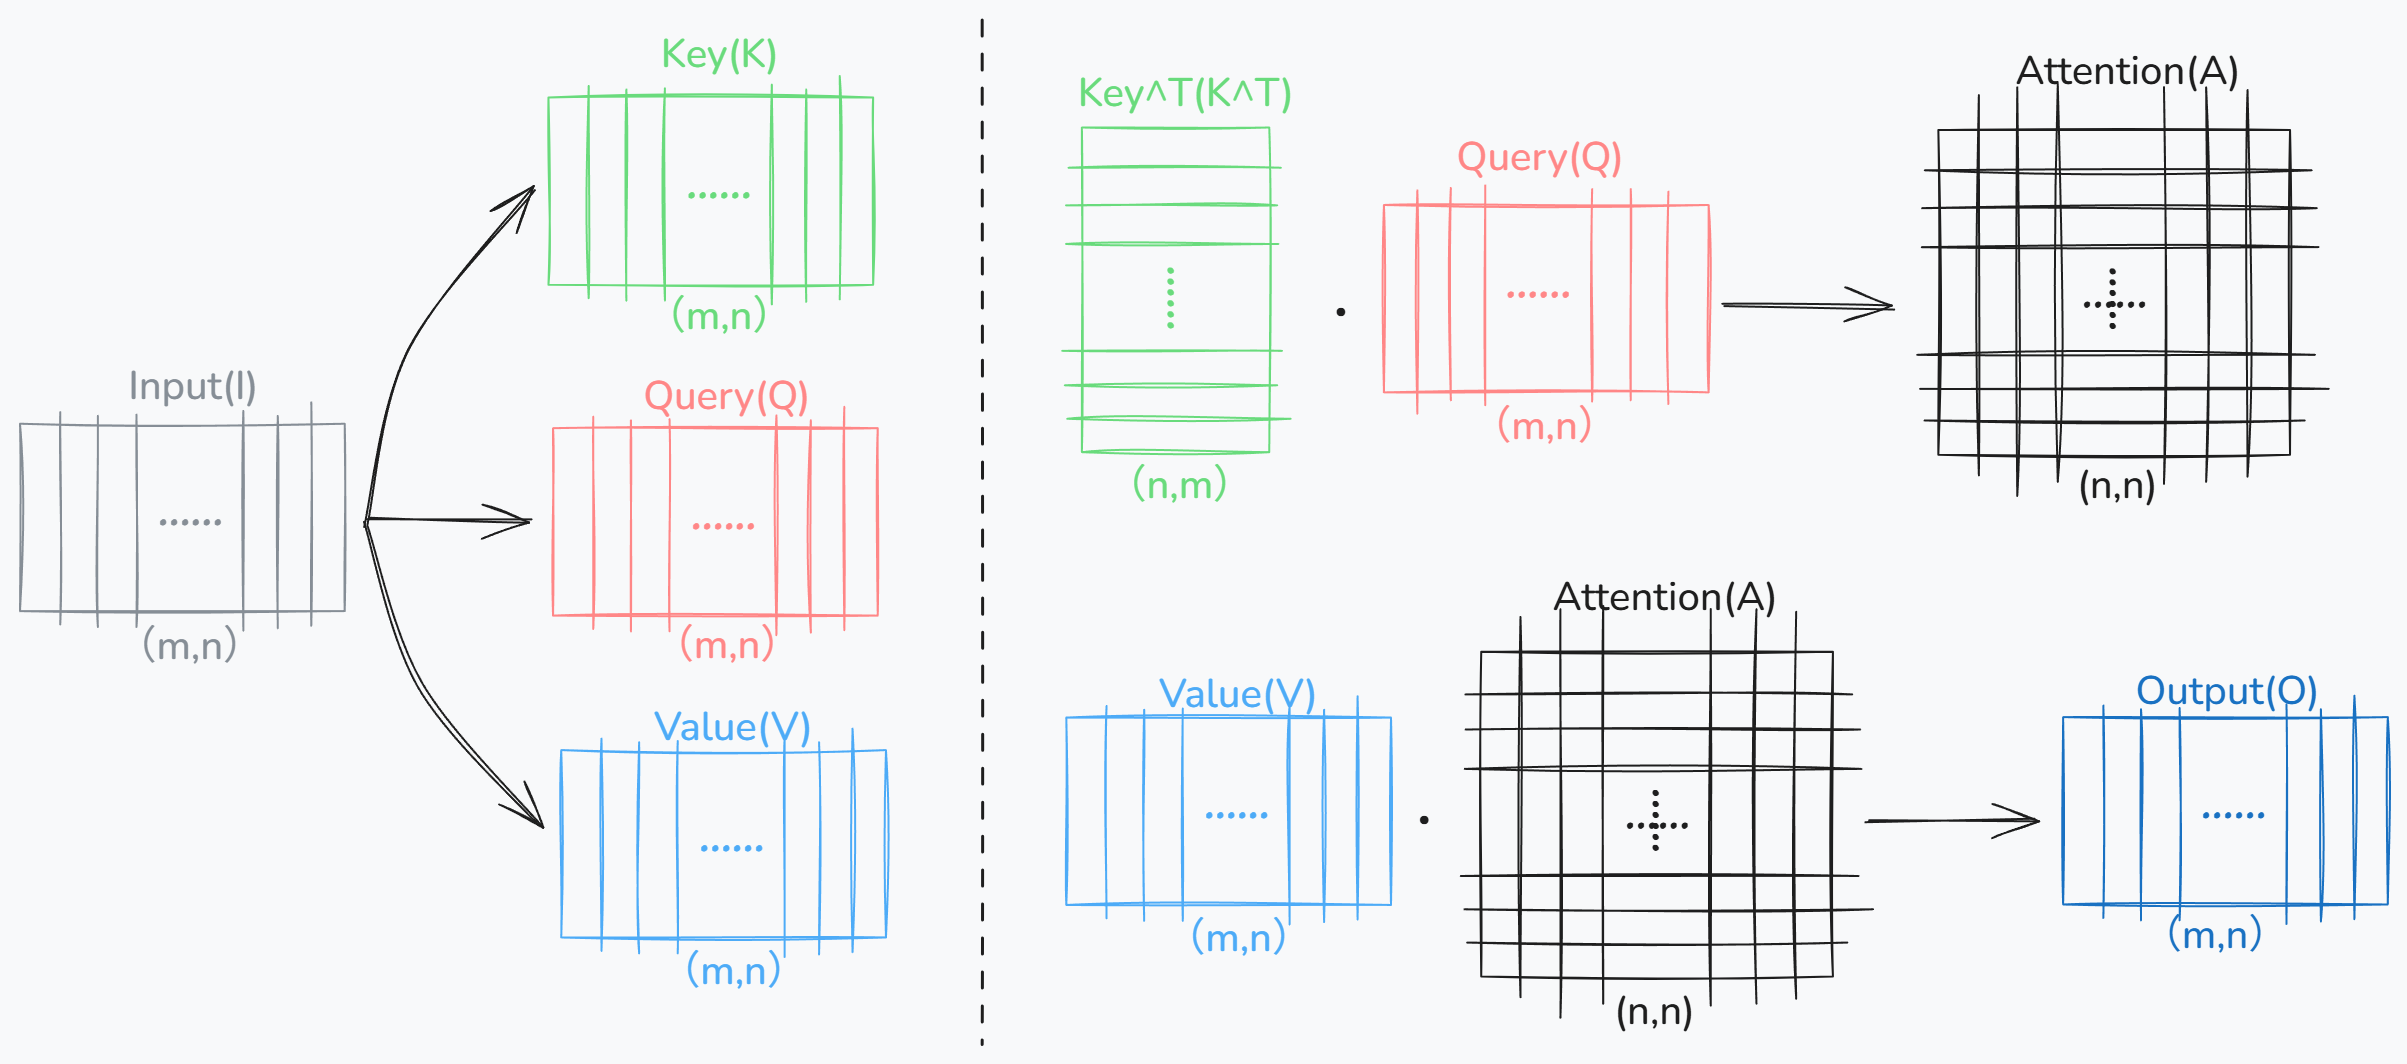 Input(I)
(m,n)
Key(K)
(m,n)
Query(Q)
(m,n)
Value(V)
(m,n)
Key^T(K^T)
(n,m)
Query(Q)
(m,n)
Attention(A)
(n,n)
Value(V)
(m,n)
Attention(A)
(n,n)
Output(O)
(m,n)